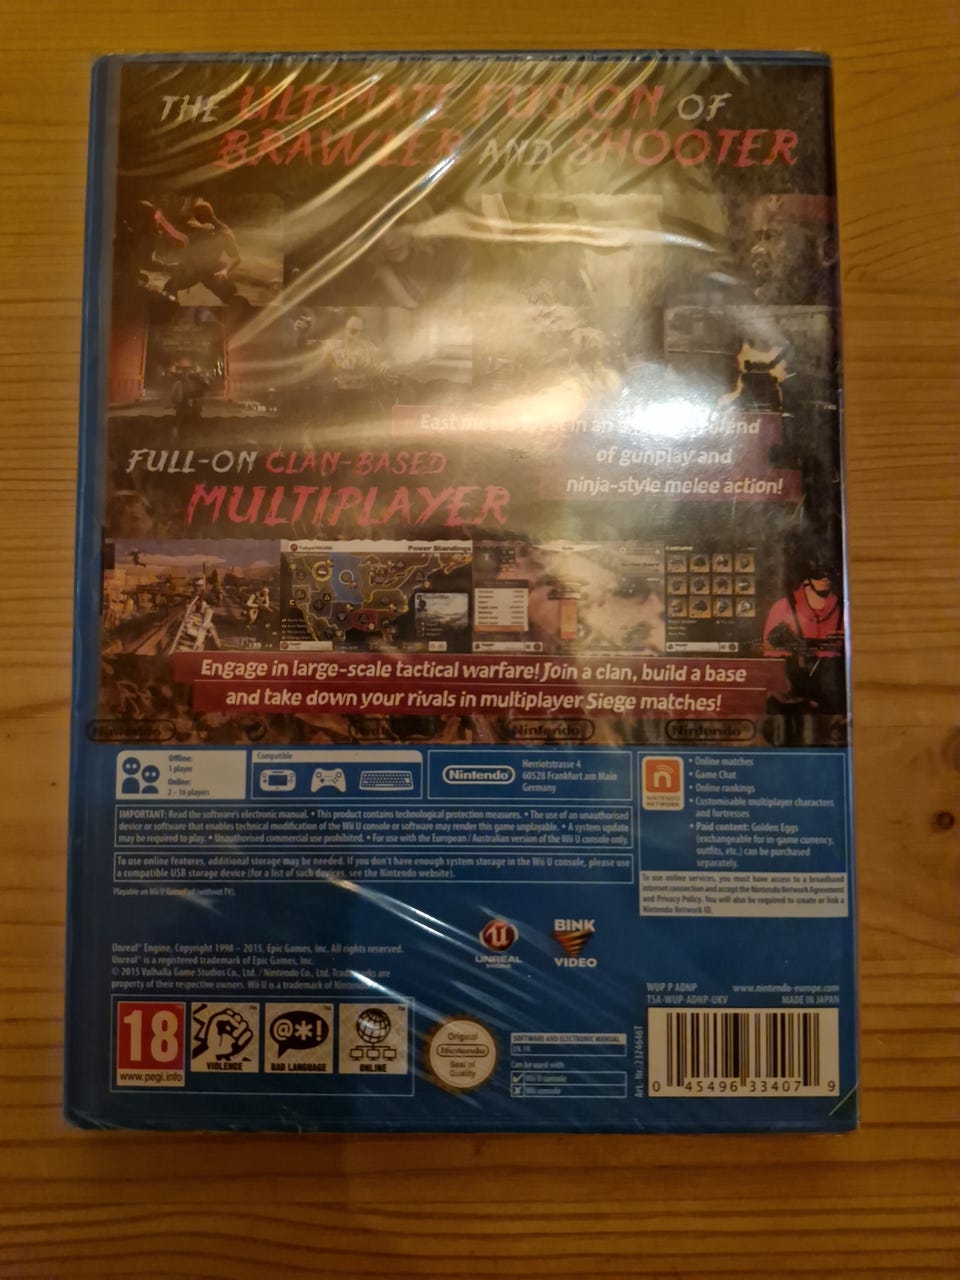 THE ULTIMATE FUSION OF
BRAWLER AND SHOOTER
East meets West in an
of gunplay and
ninja-style melee action!
FULL-ON CLAN-BASED
MULTIPLAYER
Power Standings
Costume
Engage in large-scale tactical warfare! Join a clan, build a base
and take down your rivals in multiplayer Siege matches!
Nintendo Nintendo Nintendo
Offline:
1 player
Online:
2 – 16 players
Compatible
Nintendo
Herriotstrasse 4
60528 Frankfurt am Main
Germany
NINTENDO
NETWORK
• Online matches
• Game Chat
• Online rankings
• Customisable multiplayer characters
and fortresses
• Paid content: Golden Eggs
(exchangeable for in-game currency,
outfits, etc.) can be purchased
separately.
To use online services, you must have access to a broadband
internet connection and accept the Nintendo Network Agreement
and Privacy Policy. You will also be required to create or link a
Nintendo Network ID.
IMPORTANT: Read the software's electronic manual. • This product contains technological protection measures. • The use of an unauthorised
device or software that enables technical modification of the Wii U console or software may render this game unplayable. • A system update
may be required to play. • Unauthorised commercial use prohibited. • For use with the European / Australian version of the Wii U console only.
To use online features, additional storage may be needed. If you don't have enough system storage in the Wii U console, please use
a compatible USB storage device (for a list of such devices, see the Nintendo website).
Playable on Wii U GamePad (without TV).
UNREAL
ENGINE
BINK
VIDEO
Unreal® Engine, Copyright 1998 – 2015, Epic Games, Inc. All rights reserved.
Unreal® is a registered trademark of Epic Games, Inc.
© 2015 Valhalla Game Studios Co., Ltd. / Nintendo Co., Ltd. Trademarks are
property of their respective owners. Wii U is a trademark of Nintendo.
WUP P ADNP www.nintendo-europe.com
TSA-WUP-ADNP-UKV MADE IN JAPAN
18
www.pegi.info
VIOLENCE
@*!
BAD LANGUAGE
ONLINE
Original
Nintendo
Seal of
Quality
SOFTWARE AND ELECTRONIC MANUAL
EN, FR
Can be used with
Wii U console
Wii console
Art.-Nr.: 2324646T
0 45496 33407 9